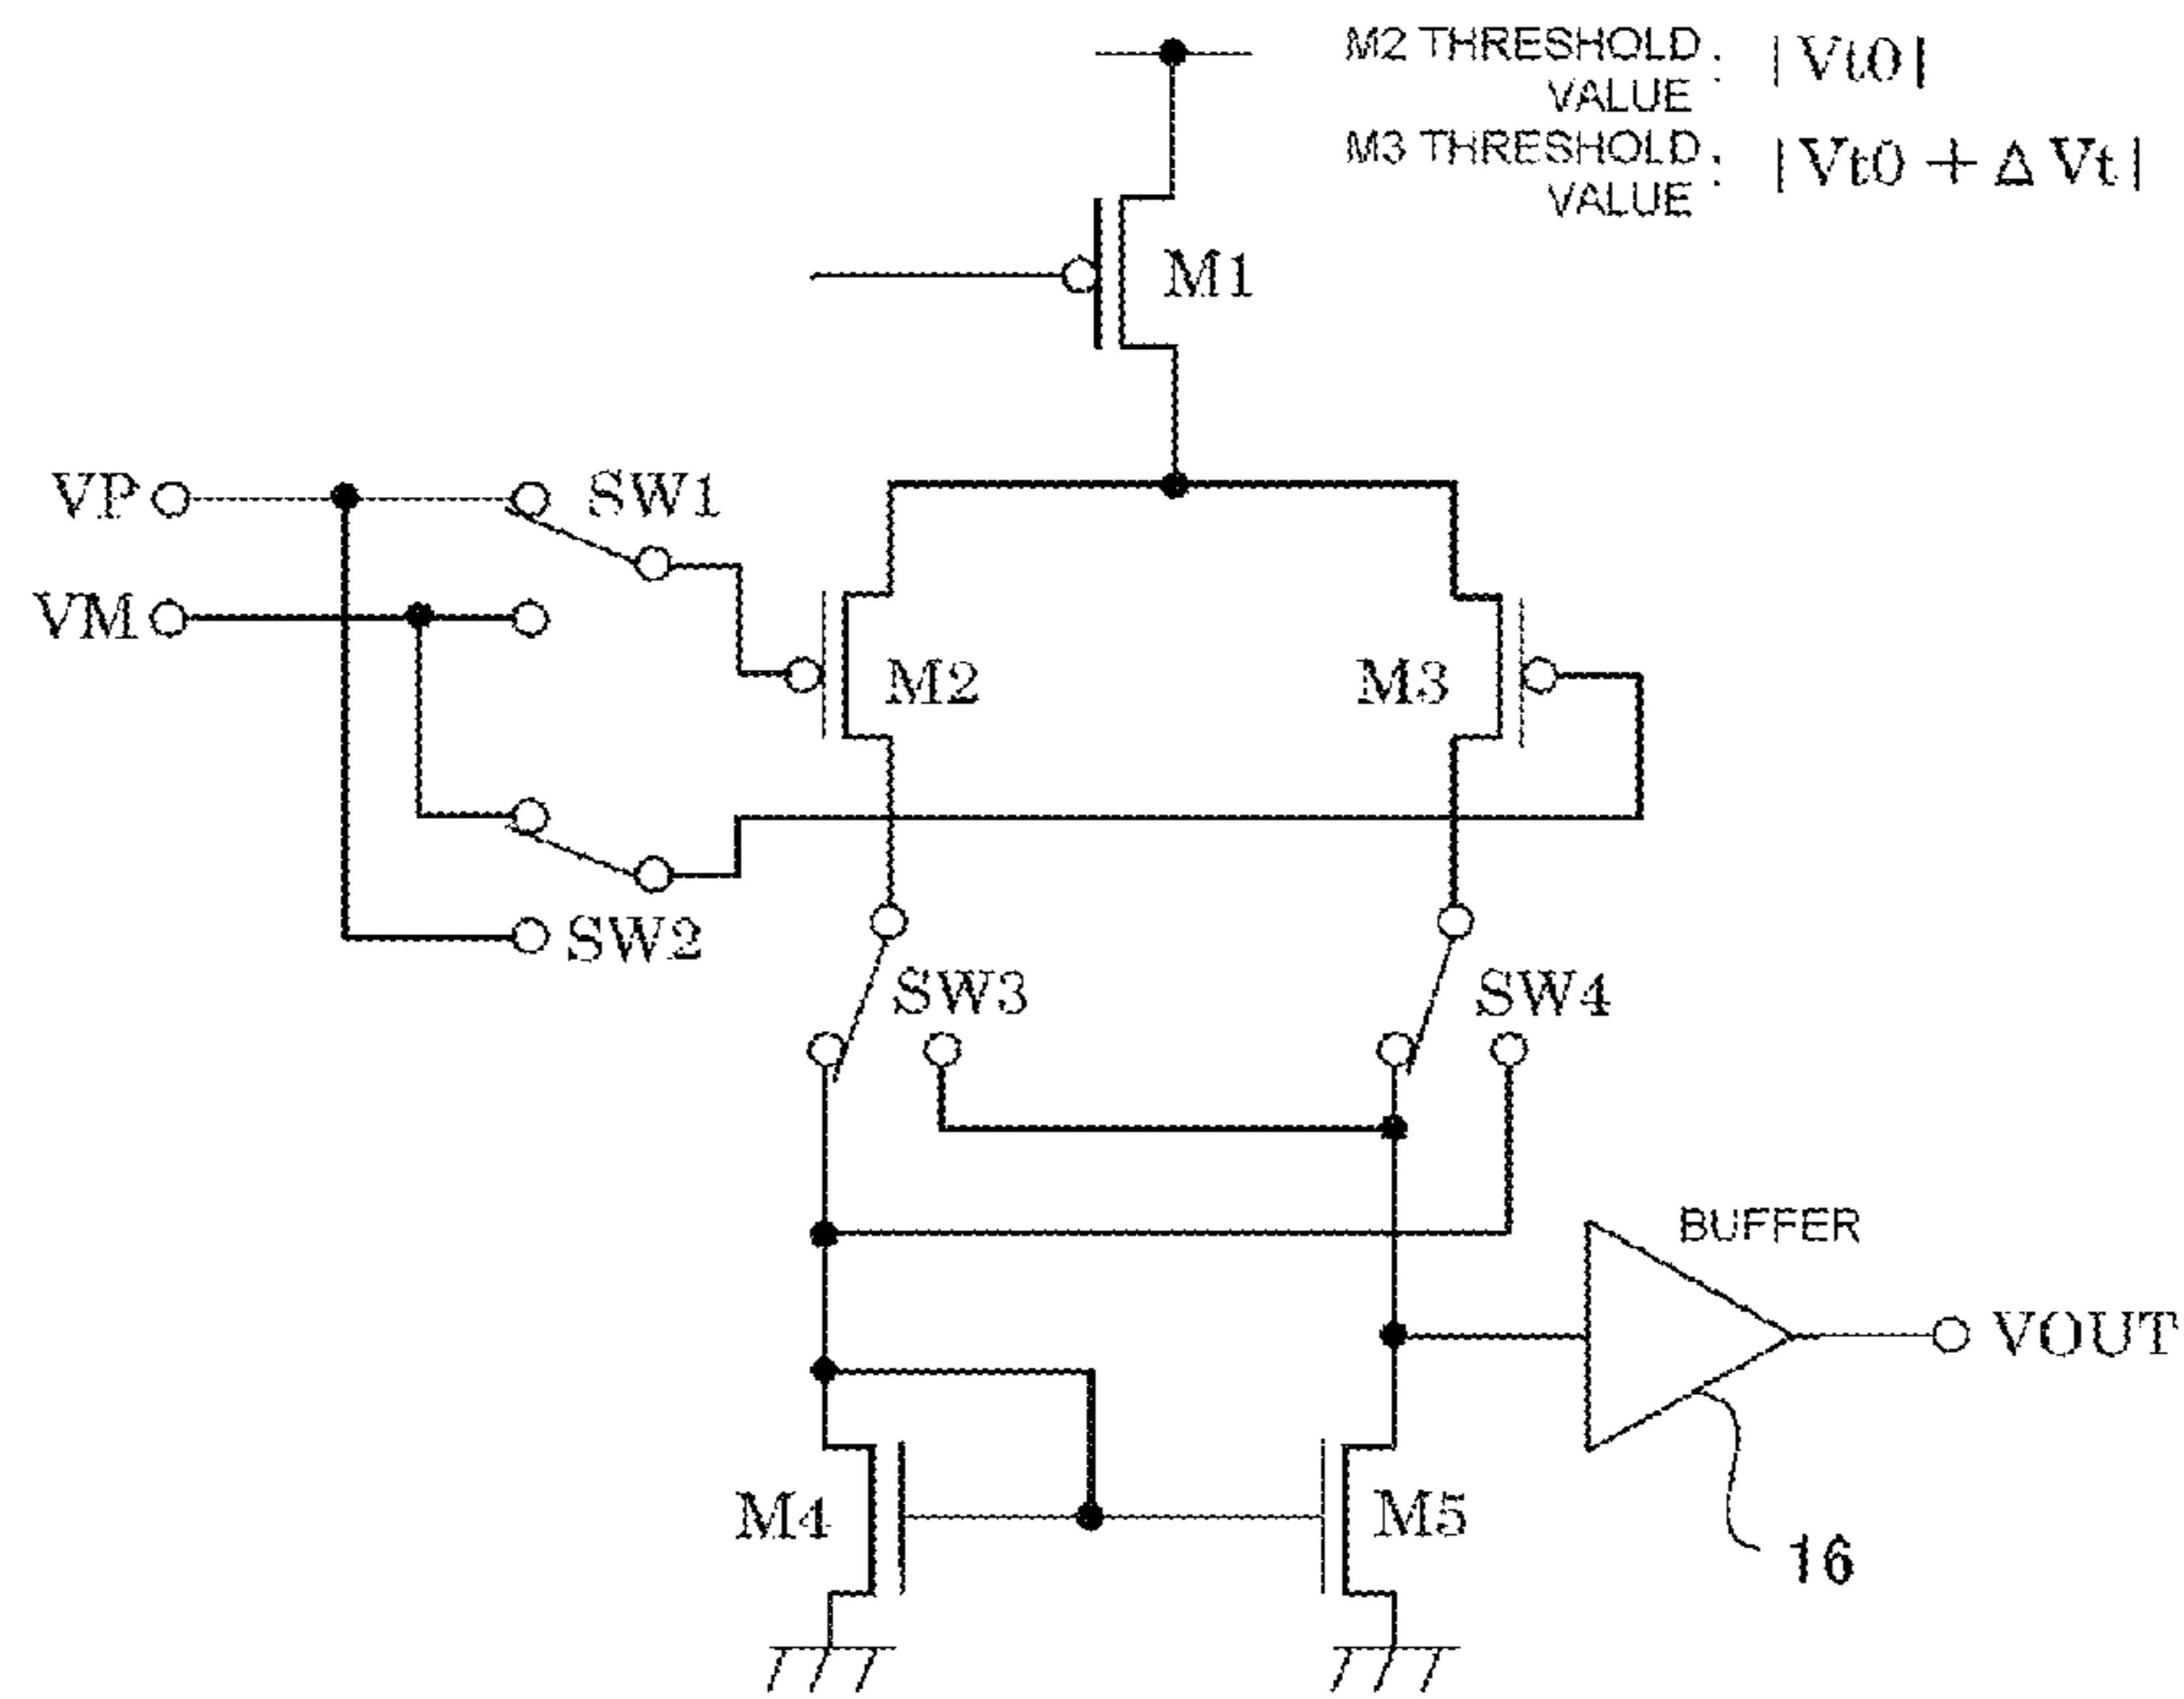 M2 THRESHOLD : |Vt0|
VALUE
M3 THRESHOLD : |Vt0 + Δ Vt|
VALUE
M1
VP
SW1
VM
M2
M3
SW2
SW3
SW4
BUFFER
VOUT
M4
M5
16